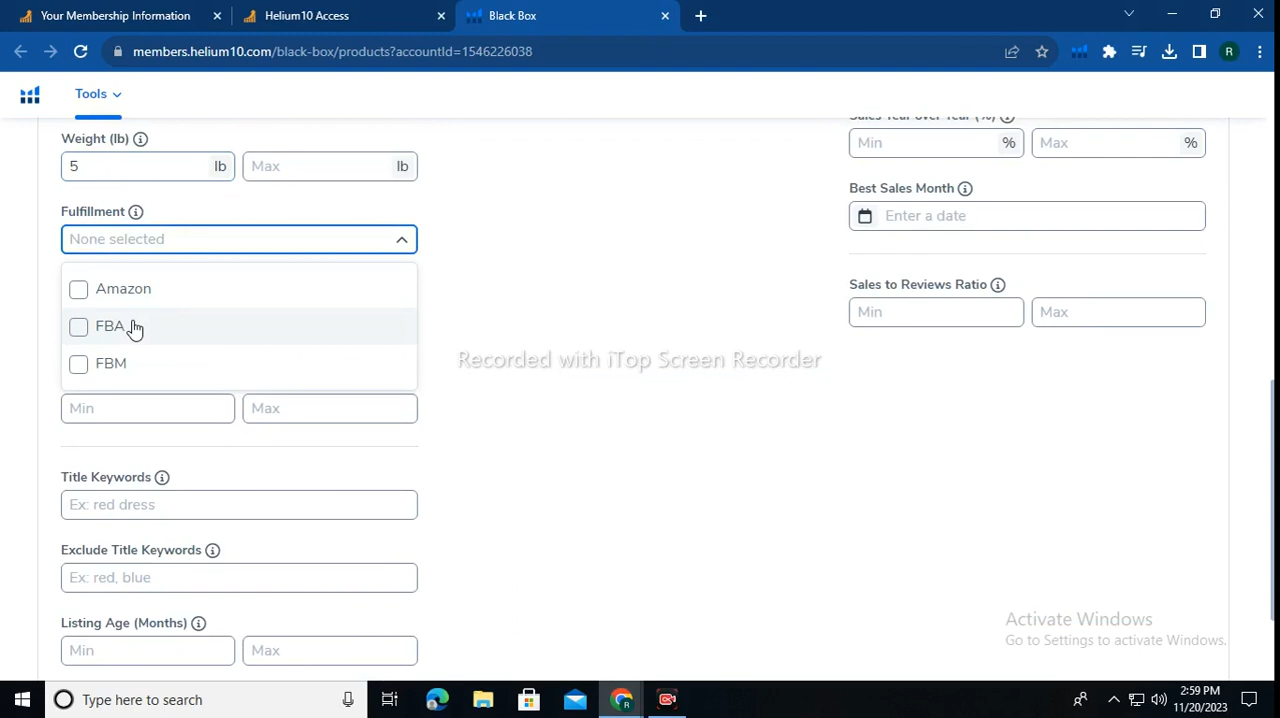 Your Membership Information
Helium10 Access
Black Box
members.helium10.com/black-box/products?accountId=1546226038
R
Tools
Weight (lb)
5 lb
Max lb
Sales Year over Year (%)
Min %
Max %
Best Sales Month
Enter a date
Fulfillment
None selected
Amazon
FBA
FBM
Sales to Reviews Ratio
Min
Max
Recorded with iTop Screen Recorder
Min
Max
Title Keywords
Ex: red dress
Exclude Title Keywords
Ex: red, blue
Listing Age (Months)
Min
Max
Activate Windows
Go to Settings to activate Windows.
Type here to search
2:59 PM
11/20/2023